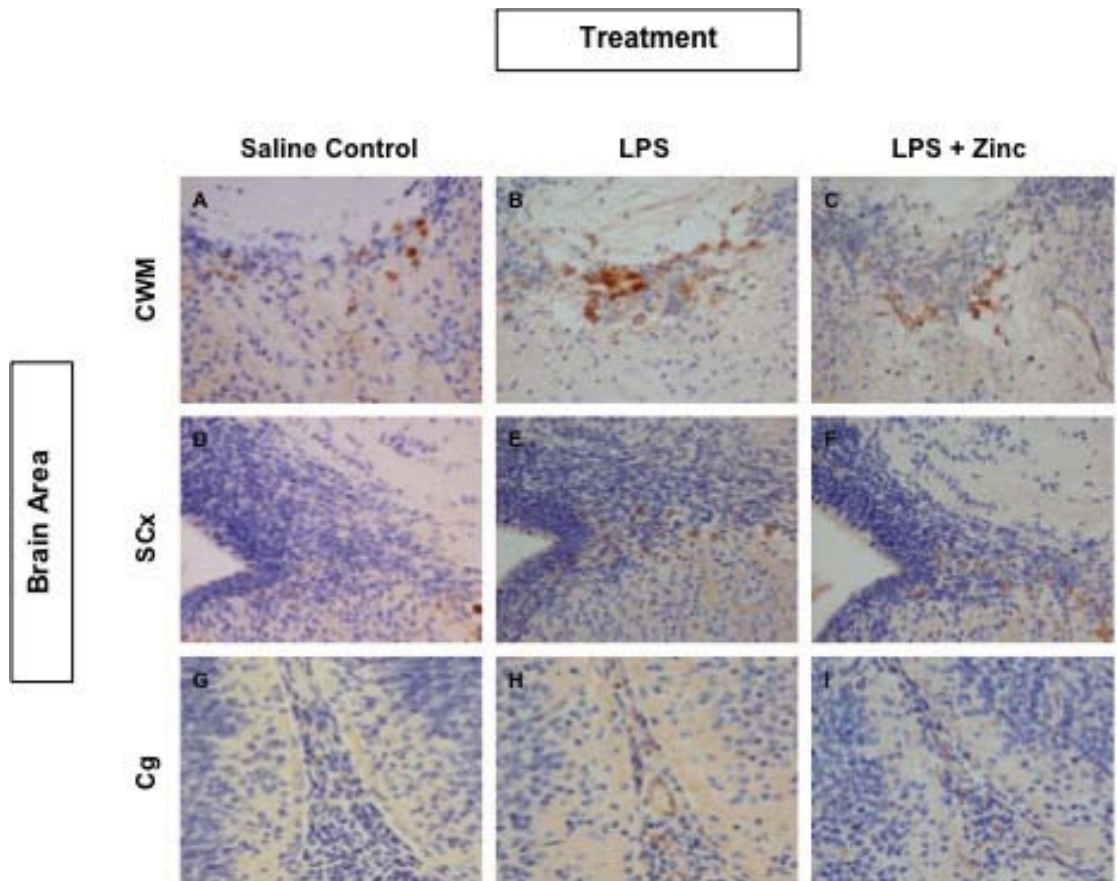 Treatment
Saline Control LPS LPS + Zinc
A B C
CWM
D E F
Brain Area
SCx
G H I
Cg